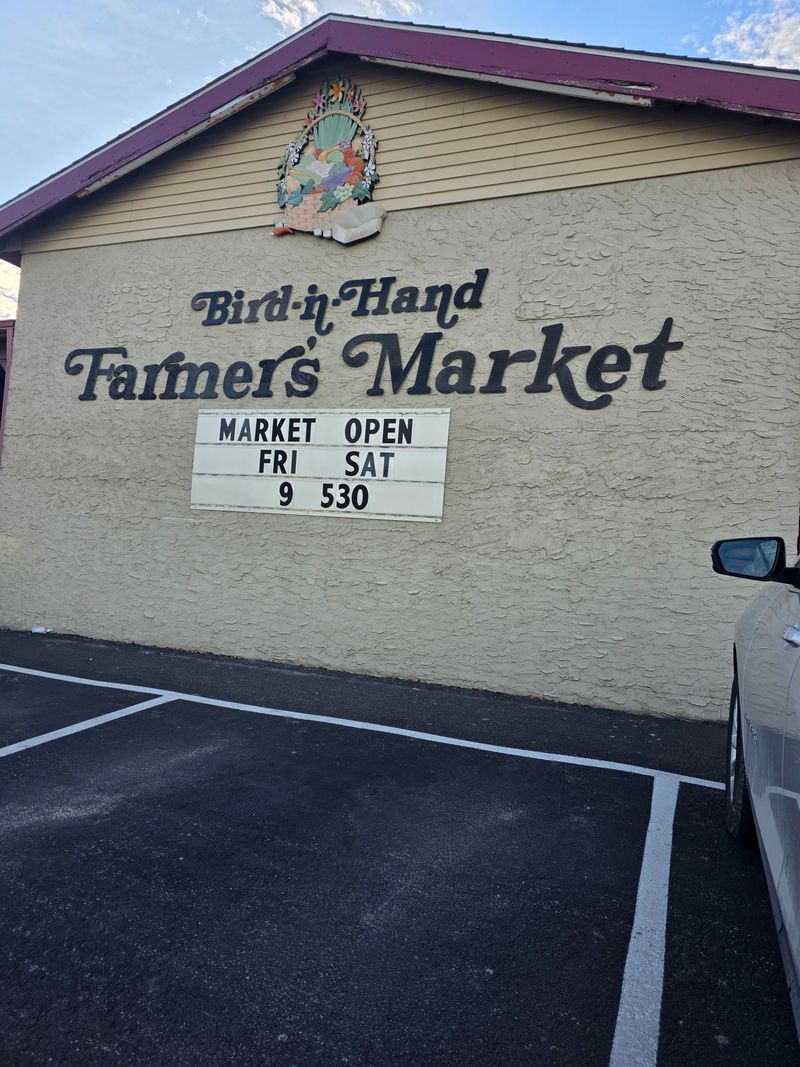 Bird-in-Hand
Farmer's Market
MARKET OPEN
FRI SAT
9 530